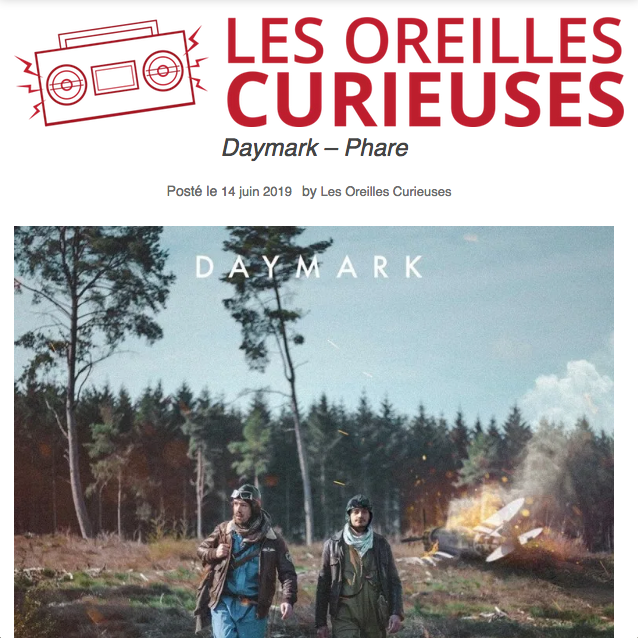 LES OREILLES
CURIEUSES
Daymark – Phare
Posté le 14 juin 2019 by Les Oreilles Curieuses
DAYMARK